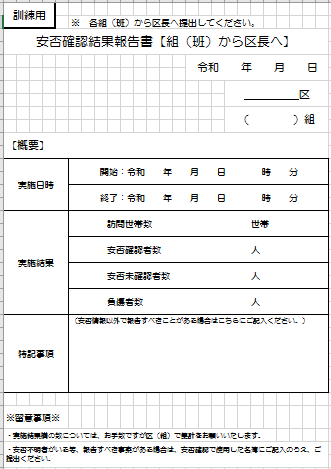 訓練用
※ 各組（班）から区長へ提出してください。
安否確認結果報告書【組（班）から区長へ】
令和 年 月 日
区
（ ）組
［概要］
実施日時
開始：令和 年 月 日 時 分
終了：令和 年 月 日 時 分
実施結果
訪問世帯数 世帯
安否確認者数 人
安否未確認者数 人
負傷者数 人
特記事項
（安否情報以外で報告すべきことがある場合はこちらにご記入ください。）
※留意事項※
・実施結果欄の数については、お手数ですが区（組）で集計をお願いいたします。
・安否不明者がいる等、報告すべき事案がある場合は、安否確認で使用した名簿にご記入のうえ、ご
提出ください。